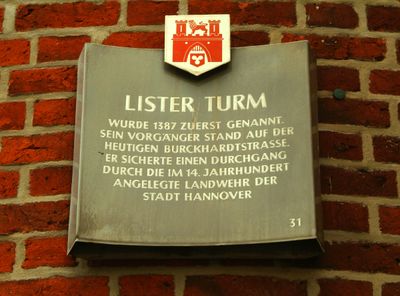 LISTER TURM
WURDE 1387 ZUERST GENANNT.
SEIN VORGÄNGER STAND AUF DER
HEUTIGEN BURCKHARDTSTRASSE.
ER SICHERTE EINEN DURCHGANG
DURCH DIE IM 14. JAHRHUNDERT
ANGELEGTE LANDWEHR DER
STADT HANNOVER
31